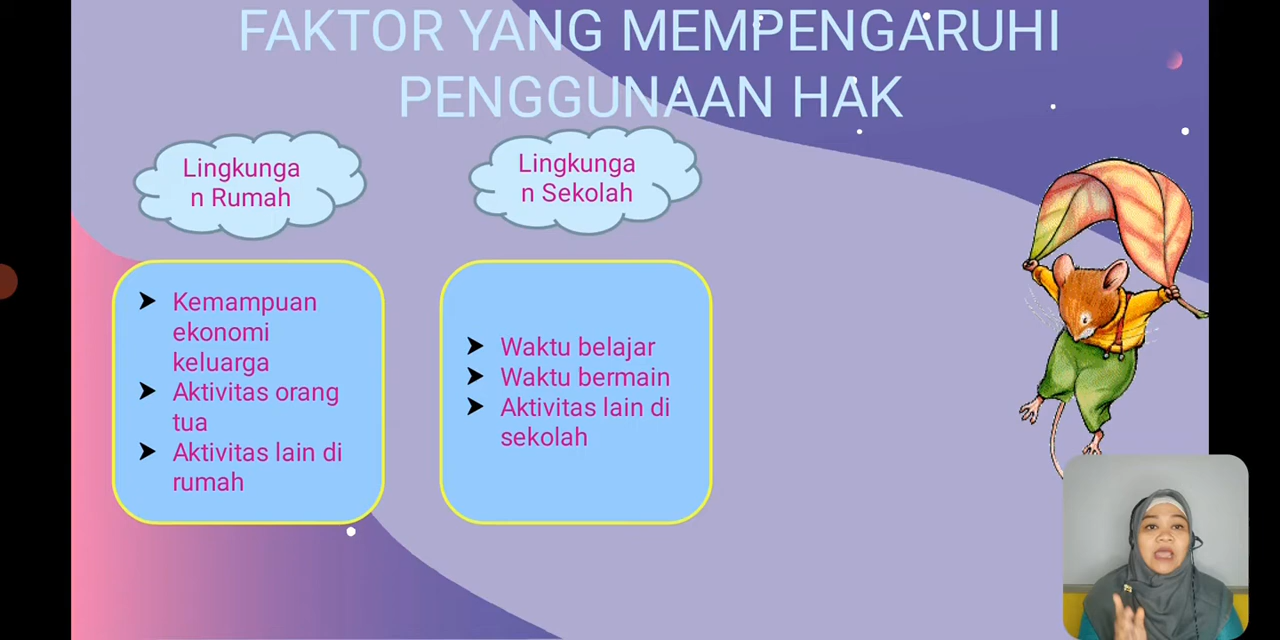 FAKTOR YANG MEMPENGARUHI
PENGGUNAAN HAK
Lingkunga
n Rumah
Kemampuan
ekonomi
keluarga
Aktivitas orang
tua
Aktivitas lain di
rumah
Lingkunga
n Sekolah
Waktu belajar
Waktu bermain
Aktivitas lain di
sekolah